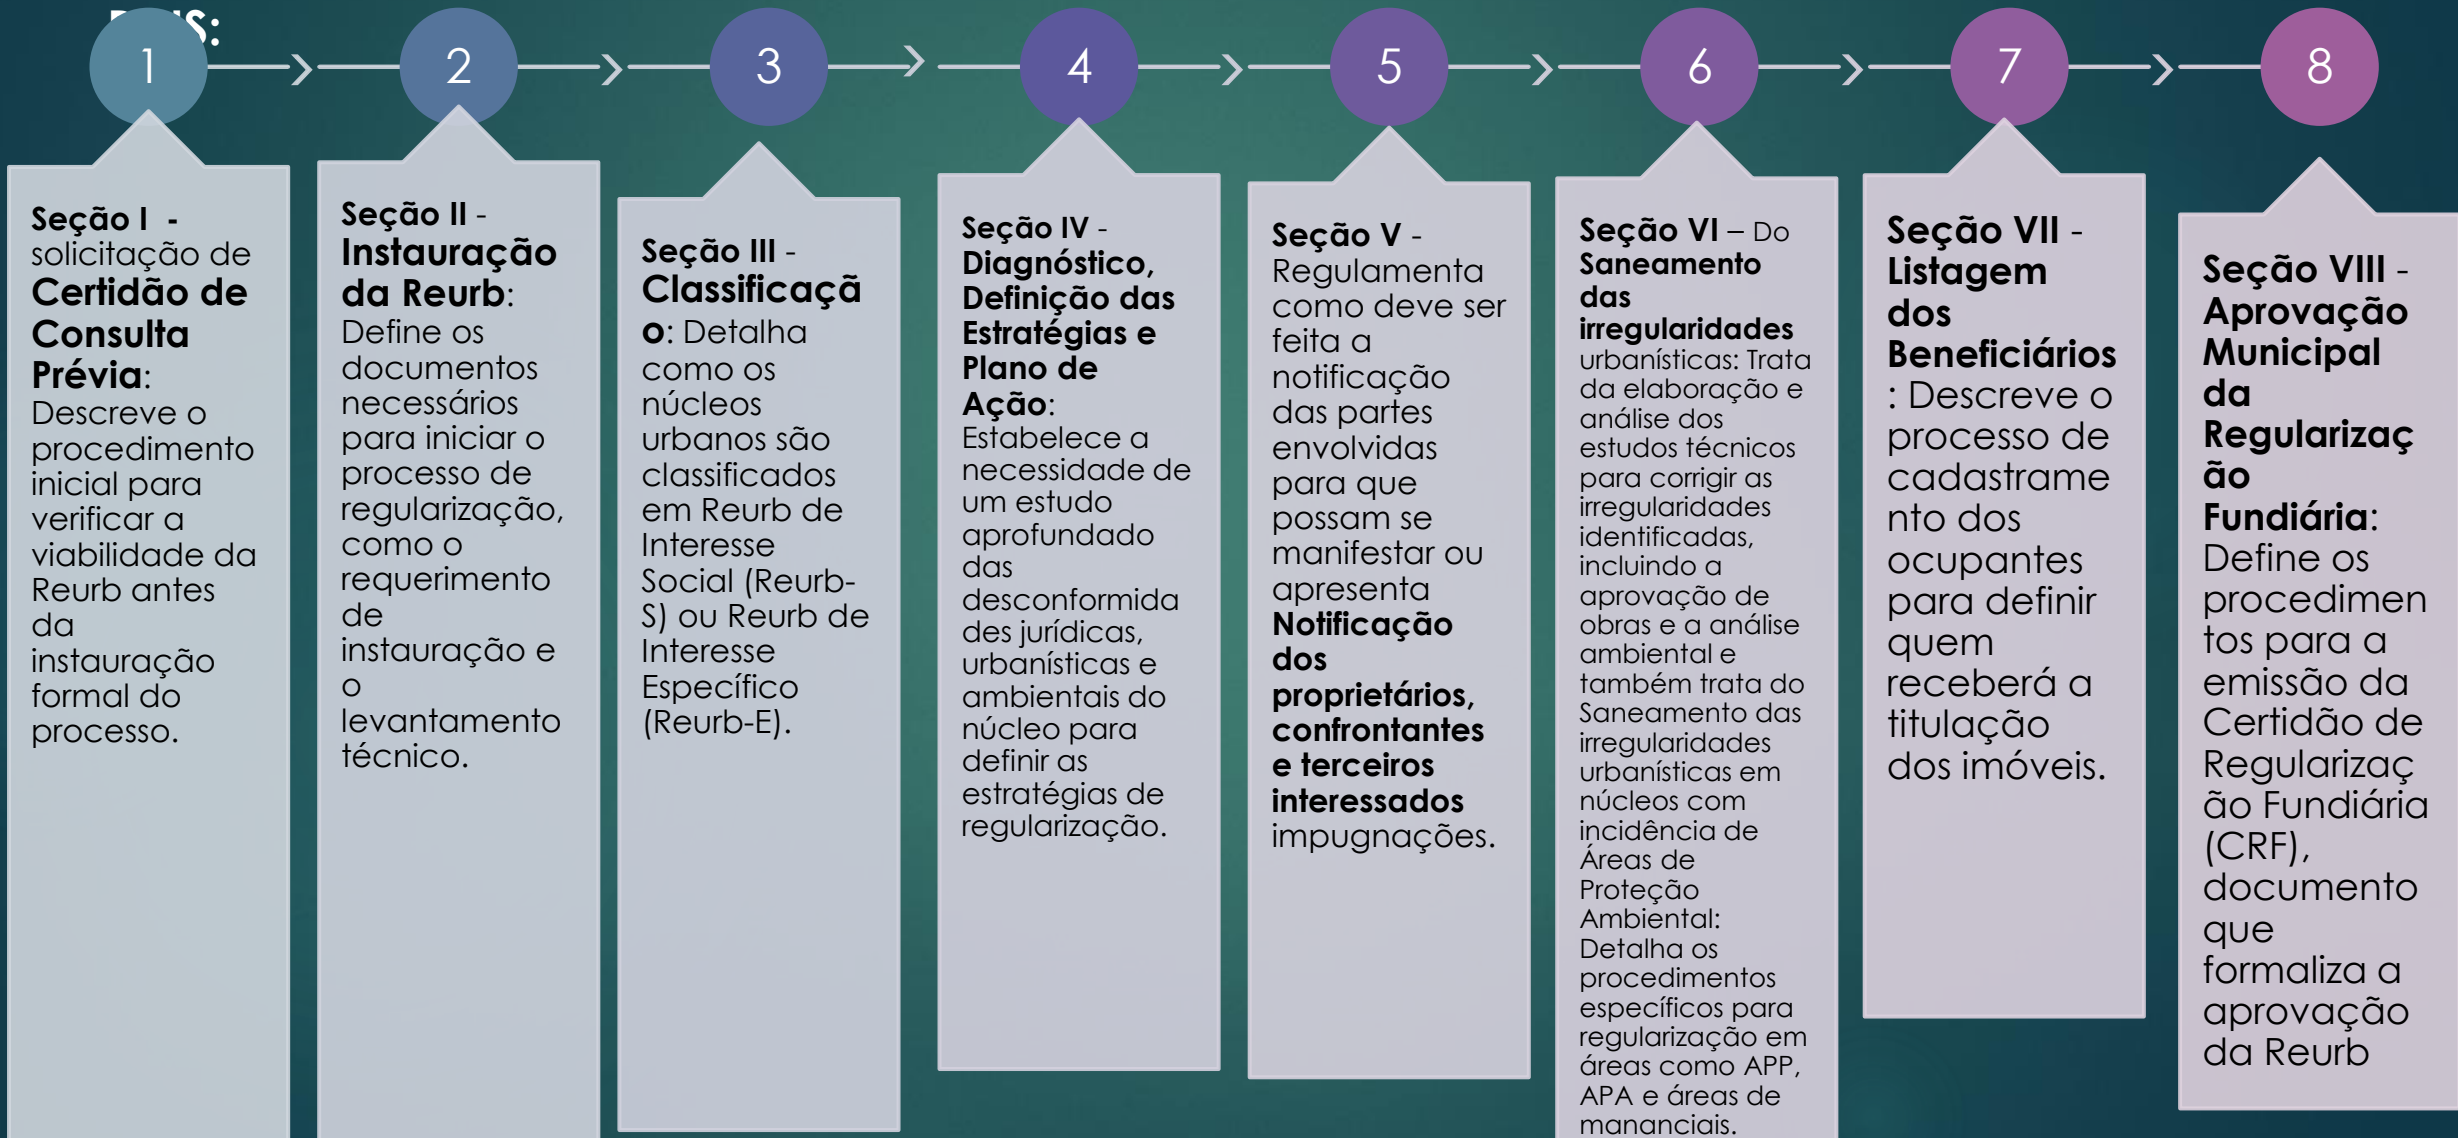 S:
1
2
3
4
5
6
7
8
Seção I -
solicitação de
Certidão de
Consulta
Prévia:
Descreve o
procedimento
inicial para
verificar a
viabilidade da
Reurb antes
da
instauração
formal do
processo.
Seção II -
Instauração
da Reurb:
Define os
documentos
necessários
para iniciar o
processo de
regularização,
como o
requerimento
de
instauração e
o
levantamento
técnico.
Seção III -
Classificaçã
o: Detalha
como os
núcleos
urbanos são
classificados
em Reurb de
Interesse
Social (Reurb-
S) ou Reurb de
Interesse
Específico
(Reurb-E).
Seção IV -
Diagnóstico,
Definição das
Estratégias e
Plano de
Ação:
Estabelece a
necessidade de
um estudo
aprofundado
das
desconformida
des jurídicas,
urbanísticas e
ambientais do
núcleo para
definir as
estratégias de
regularização.
Seção V -
Regulamenta
como deve ser
feita a
notificação
das partes
envolvidas
para que
possam se
manifestar ou
apresenta
Notificação
dos
proprietários,
confrontantes
e terceiros
interessados
impugnações.
Seção VI – Do
Saneamento
das
irregularidades
urbanísticas: Trata
da elaboração e
análise dos
estudos técnicos
para corrigir as
irregularidades
identificadas,
incluindo a
aprovação de
obras e a análise
ambiental e
também trata do
Saneamento das
irregularidades
urbanísticas em
núcleos com
incidência de
Áreas de
Proteção
Ambiental:
Detalha os
procedimentos
específicos para
regularização em
áreas como APP,
APA e áreas de
mananciais.
Seção VII -
Listagem
dos
Beneficiários
: Descreve o
processo de
cadastrame
nto dos
ocupantes
para definir
quem
receberá a
titulação
dos imóveis.
Seção VIII -
Aprovação
Municipal
da
Regularizaç
ão
Fundiária:
Define os
procedimen
tos para a
emissão da
Certidão de
Regularizaç
ão Fundiária
(CRF),
documento
que
formaliza a
aprovação
da Reurb